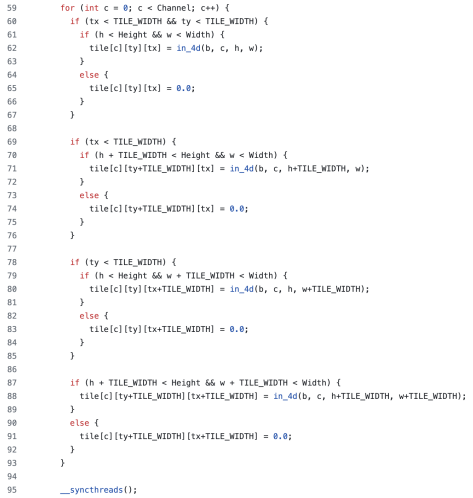 59 for (int c = 0; c < Channel; c++) {
60 if (tx < TILE_WIDTH && ty < TILE_WIDTH) {
61 if (h < Height && w < Width) {
62 tile[c][ty][tx] = in_4d(b, c, h, w);
63 }
64 else {
65 tile[c][ty][tx] = 0.0;
66 }
67 }
68
69 if (tx < TILE_WIDTH) {
70 if (h + TILE_WIDTH < Height && w < Width) {
71 tile[c][ty+TILE_WIDTH][tx] = in_4d(b, c, h+TILE_WIDTH, w);
72 }
73 else {
74 tile[c][ty+TILE_WIDTH][tx] = 0.0;
75 }
76 }
77
78 if (ty < TILE_WIDTH) {
79 if (h < Height && w + TILE_WIDTH < Width) {
80 tile[c][ty][tx+TILE_WIDTH] = in_4d(b, c, h, w+TILE_WIDTH);
81 }
82 else {
83 tile[c][ty][tx+TILE_WIDTH] = 0.0;
84 }
85 }
86
87 if (h + TILE_WIDTH < Height && w + TILE_WIDTH < Width) {
88 tile[c][ty+TILE_WIDTH][tx+TILE_WIDTH] = in_4d(b, c, h+TILE_WIDTH, w+TILE_WIDTH);
89 }
90 else {
91 tile[c][ty+TILE_WIDTH][tx+TILE_WIDTH] = 0.0;
92 }
93 }
94
95 __syncthreads();